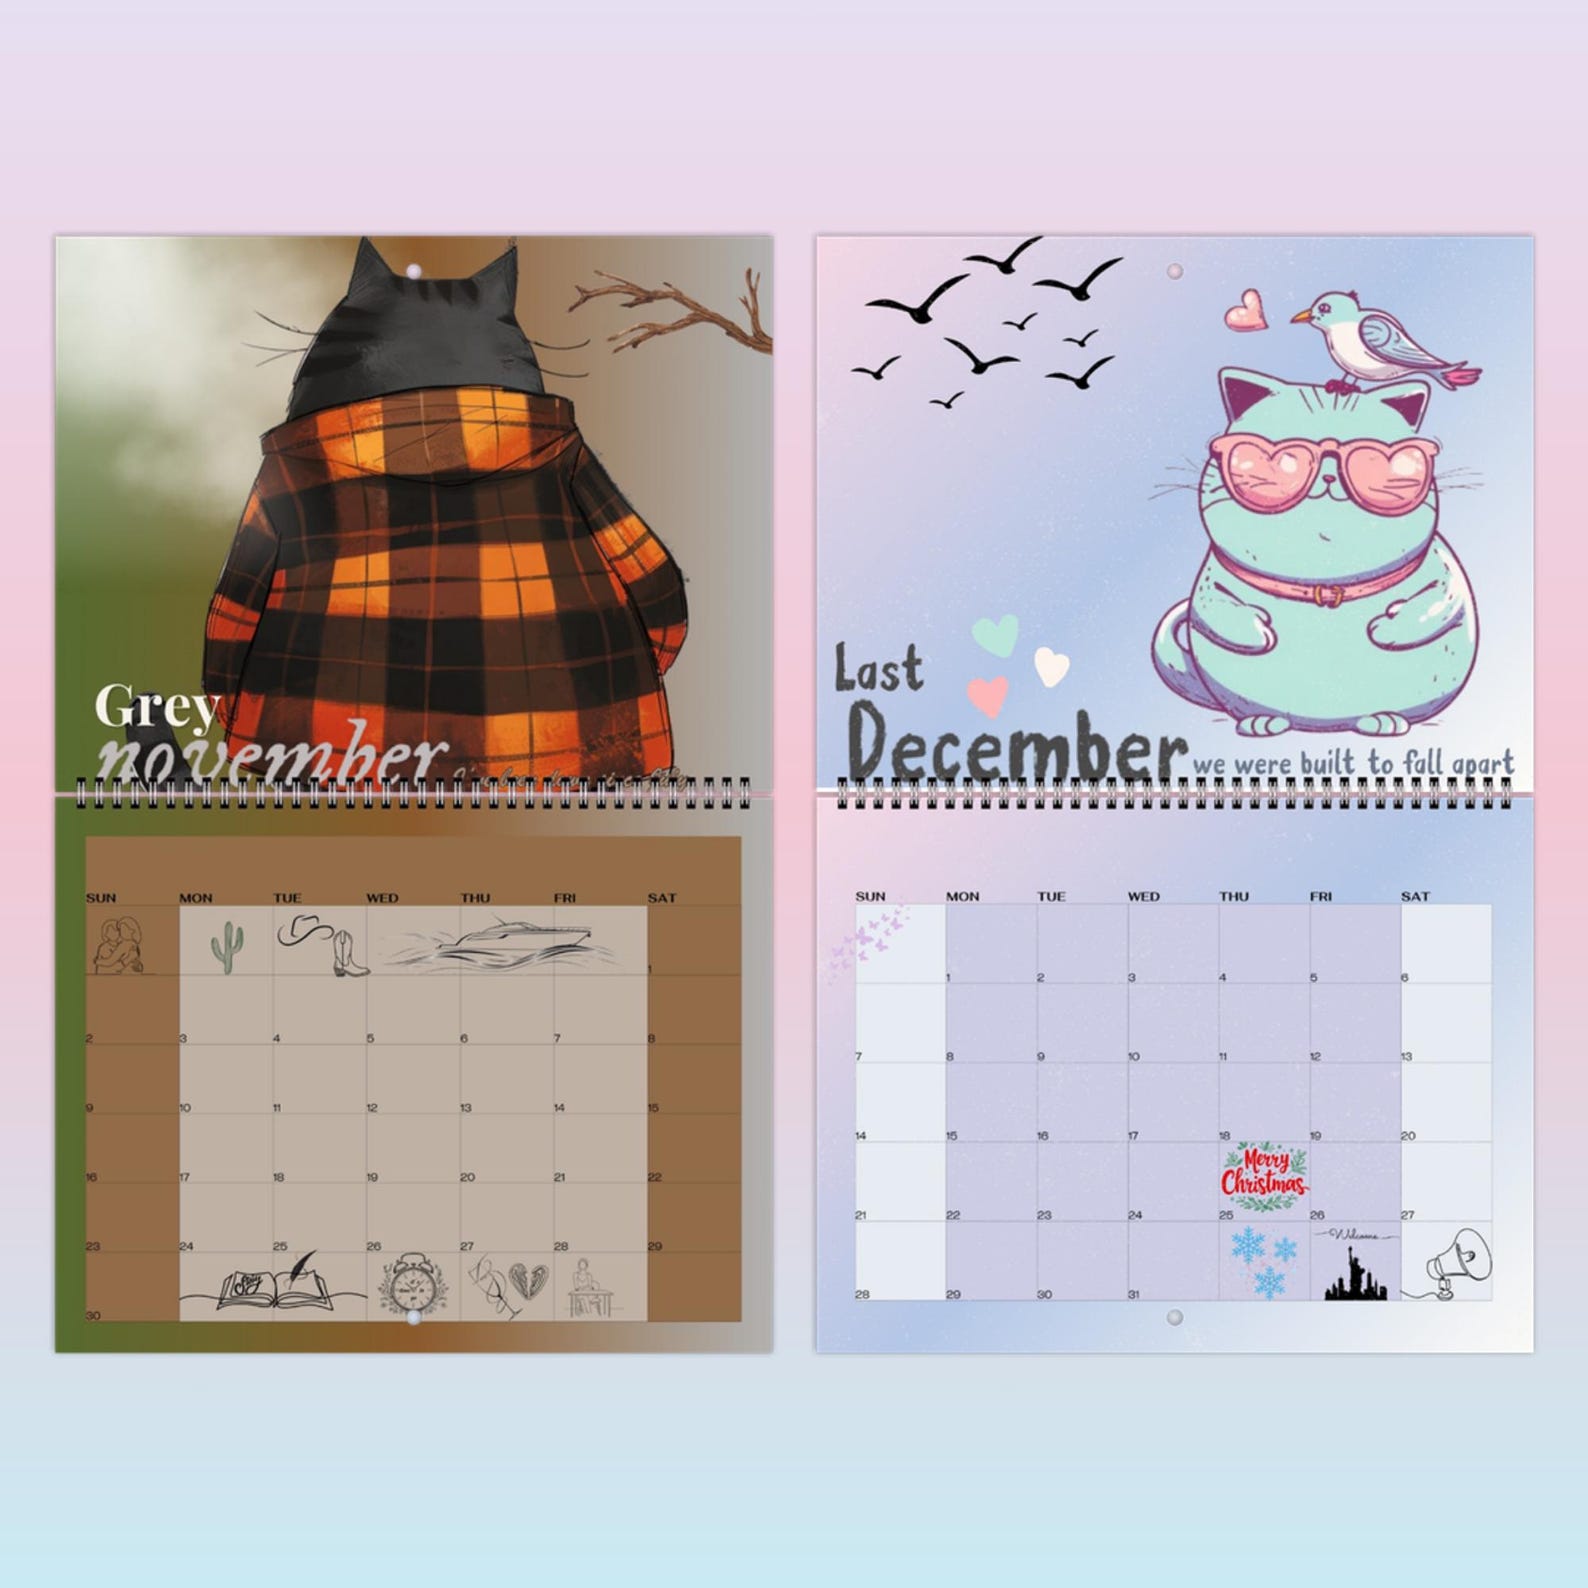 Grey
november
Last
December
we were built to fall apart
SUN MON TUE WED THU FRI SAT
1
2 3 4 5 6 7 8
9 10 11 12 13 14 15
16 17 18 19 20 21 22
23 24 25 26 27 28 29
30
SUN MON TUE WED THU FRI SAT
1 2 3 4 5 6
7 8 9 10 11 12 13
14 15 16 17 18 19 20
Merry
Christmas
21 22 23 24 25 26 27
Welcome
28 29 30 31